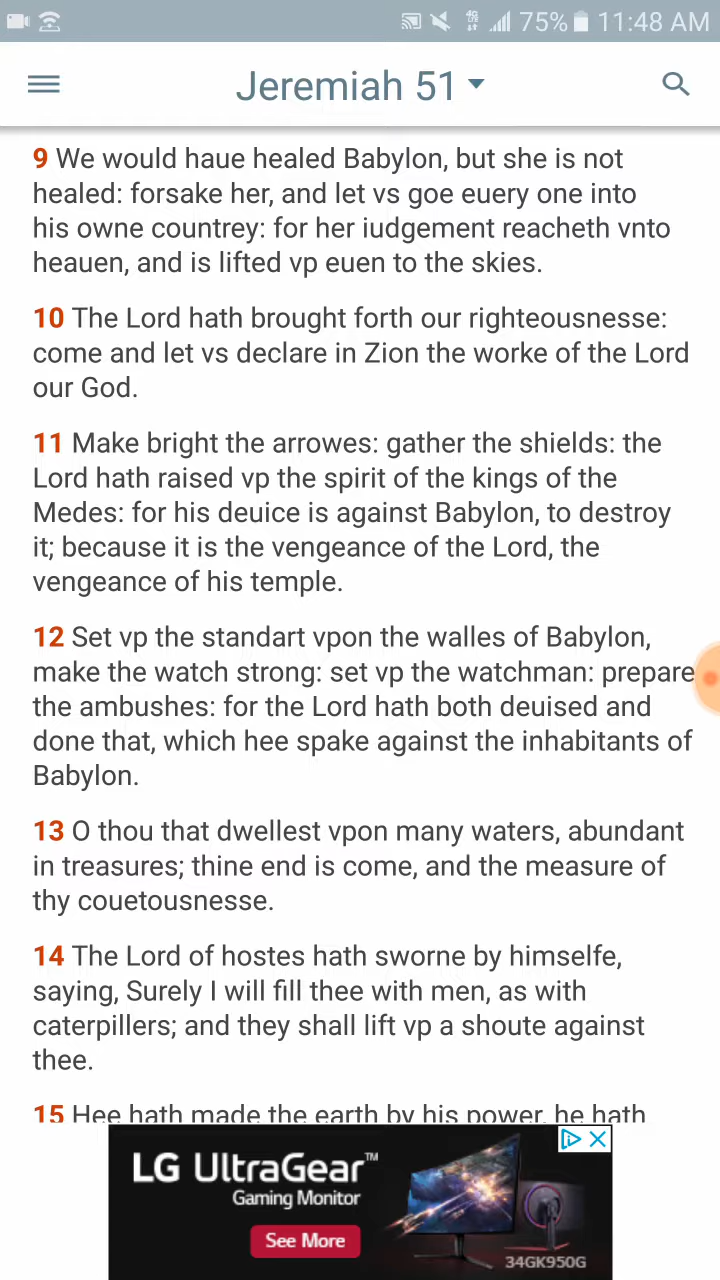 75% 11:48 AM
Jeremiah 51
9 We would haue healed Babylon, but she is not
healed: forsake her, and let vs goe euery one into
his owne countrey: for her iudgement reacheth vnto
heauen, and is lifted vp euen to the skies.
10 The Lord hath brought forth our righteousnesse:
come and let vs declare in Zion the worke of the Lord
our God.
11 Make bright the arrowes: gather the shields: the
Lord hath raised vp the spirit of the kings of the
Medes: for his deuice is against Babylon, to destroy
it; because it is the vengeance of the Lord, the
vengeance of his temple.
12 Set vp the standart vpon the walles of Babylon,
make the watch strong: set vp the watchman: prepare
the ambushes: for the Lord hath both deuised and
done that, which hee spake against the inhabitants of
Babylon.
13 O thou that dwellest vpon many waters, abundant
in treasures; thine end is come, and the measure of
thy couetousnesse.
14 The Lord of hostes hath sworne by himselfe,
saying, Surely I will fill thee with men, as with
caterpillers; and they shall lift vp a shoute against
thee.
15 Hee hath made the earth by his power, he hath
LG UltraGear™
Gaming Monitor
See More
34GK950G